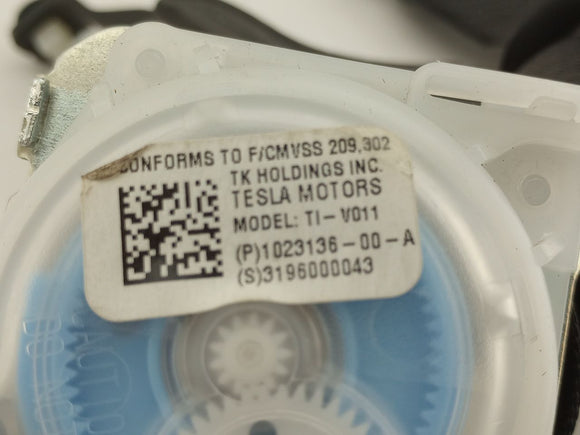 CONFORMS TO F/CMVSS 209,302
TK HOLDINGS INC.
TESLA MOTORS
MODEL: TI-V011
(P)1023136-00-A
(S)3196000043